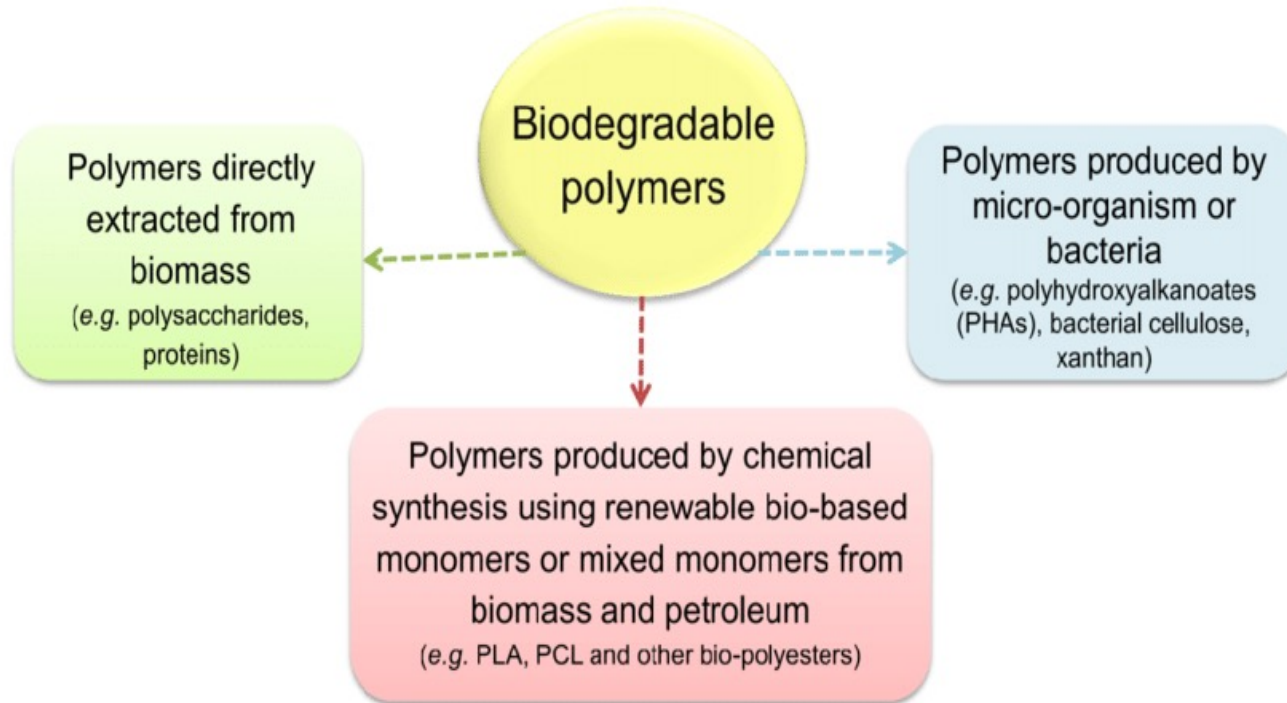 Biodegradable
polymers
Polymers directly
extracted from
biomass
(e.g. polysaccharides,
proteins)
Polymers produced by
micro-organism or
bacteria
(e.g. polyhydroxyalkanoates
(PHAs), bacterial cellulose,
xanthan)
Polymers produced by chemical
synthesis using renewable bio-based
monomers or mixed monomers from
biomass and petroleum
(e.g. PLA, PCL and other bio-polyesters)